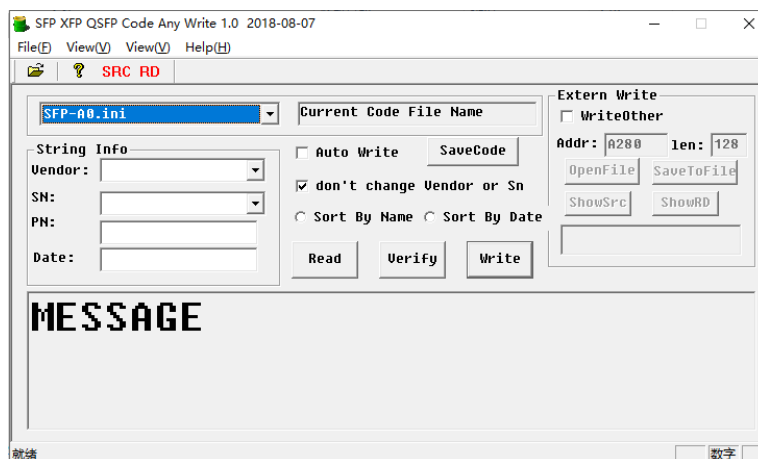 SFP XFP QSFP Code Any Write 1.0 2018-08-07
File(F) View(V) View(V) Help(H)
SRC RD
SFP-A0.ini
Current Code File Name
Extern Write
WriteOther
Addr: A280 len: 128
OpenFile SaveToFile
ShowSrc ShowRD
String Info
Vendor:
SN:
PN:
Date:
Auto Write SaveCode
don't change Vendor or Sn
Sort By Name Sort By Date
Read Verify Write
MESSAGE
就绪 数字